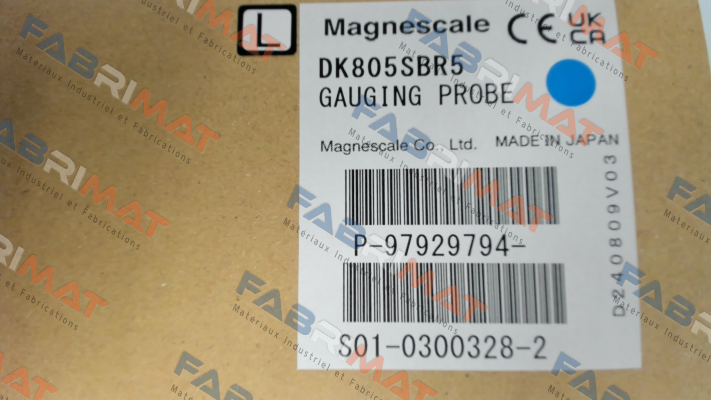 L
Magnescale CE UK CA
DK805SBR5
GAUGING PROBE
Magnescale Co., Ltd. MADE IN JAPAN
P-97929794-
S01-0300328-2
D240809V03
FABRIMAT
Materiaux Industriel et Fabrications